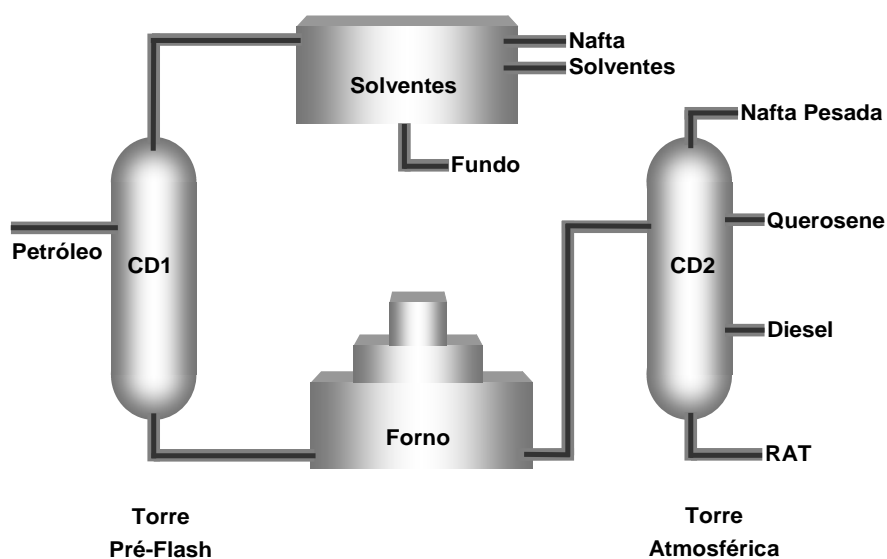 Nafta
Solventes
Solventes
Fundo
Nafta Pesada
Petróleo
CD1
Querosene
CD2
Diesel
Forno
RAT
Torre
Pré-Flash
Torre
Atmosférica